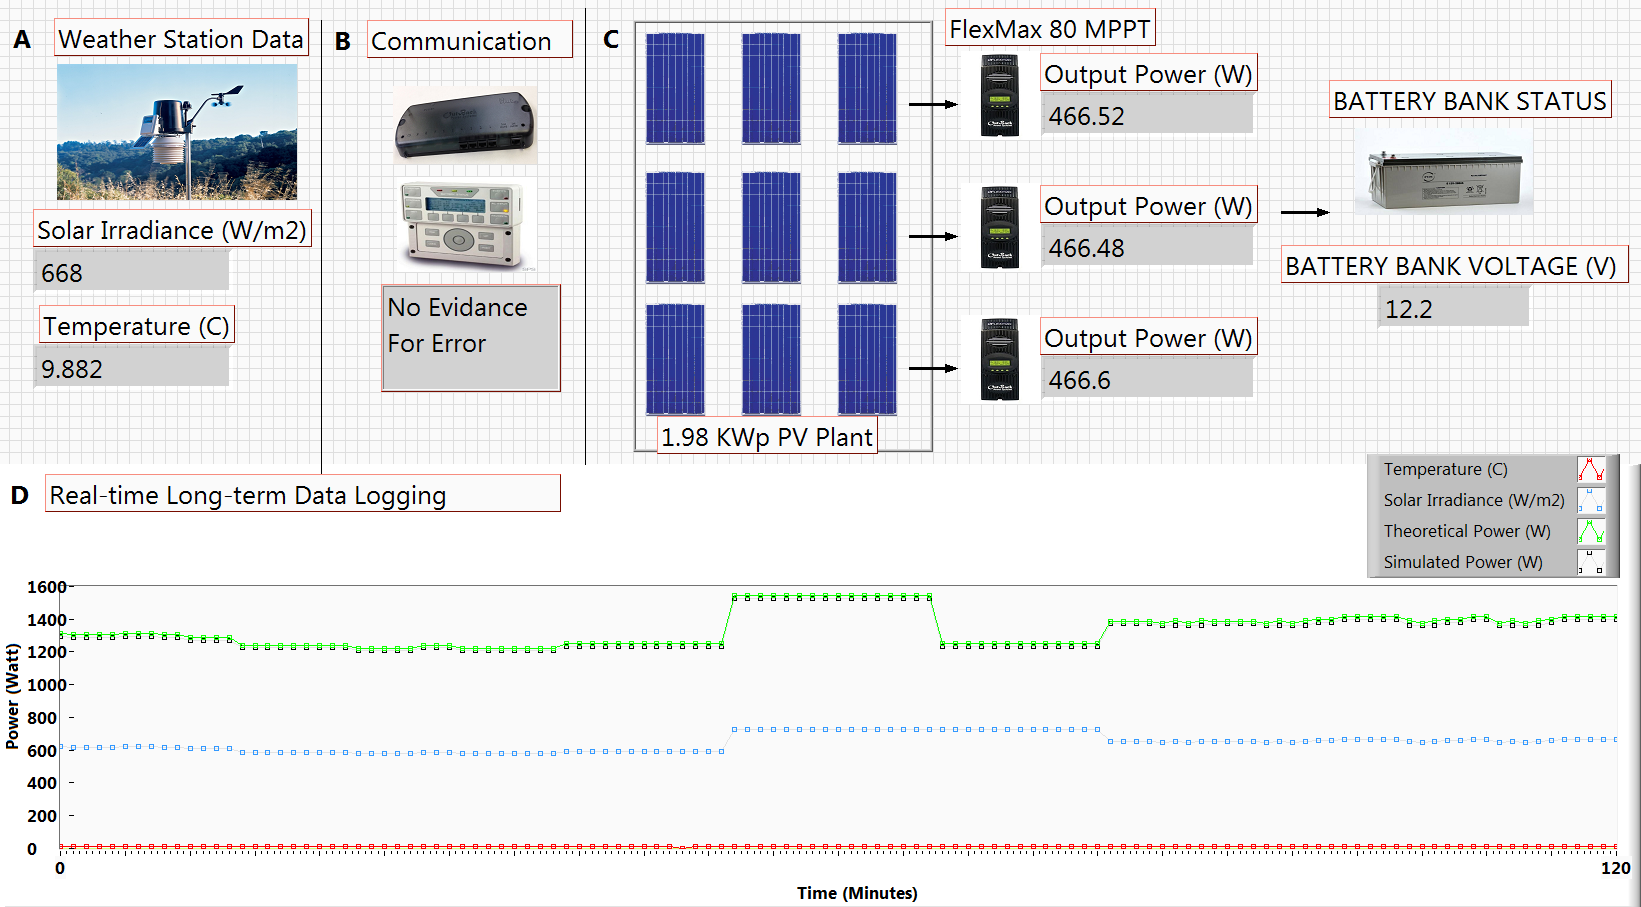 A
Weather Station Data
Solar Irradiance (W/m2)
668
Temperature (C)
9.882
B
Communication
No Evidance
For Error
C
1.98 KWp PV Plant
FlexMax 80 MPPT
Output Power (W)
466.52
Output Power (W)
466.48
Output Power (W)
466.6
BATTERY BANK STATUS
BATTERY BANK VOLTAGE (V)
12.2
D
Real-time Long-term Data Logging
Temperature (C)
Solar Irradiance (W/m2)
Theoretical Power (W)
Simulated Power (W)
Power (Watt)
1600
1400
1200
1000
800
600
400
200
0
0
120
Time (Minutes)